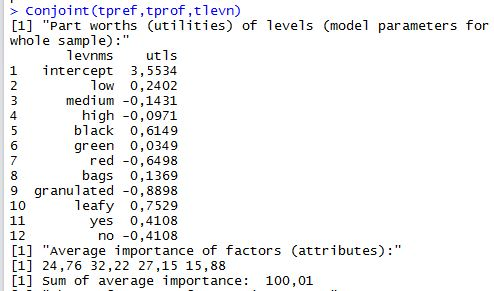 > Conjoint(tpref,tprof,tlevn)
[1] "Part worths (utilities) of levels (model parameters for
whole sample):"
levnms utls
1 intercept 3,5534
2 low 0,2402
3 medium -0,1431
4 high -0,0971
5 black 0,6149
6 green 0,0349
7 red -0,6498
8 bags 0,1369
9 granulated -0,8898
10 leafy 0,7529
11 yes 0,4108
12 no -0,4108
[1] "Average importance of factors (attributes):"
[1] 24,76 32,22 27,15 15,88
[1] Sum of average importance: 100,01